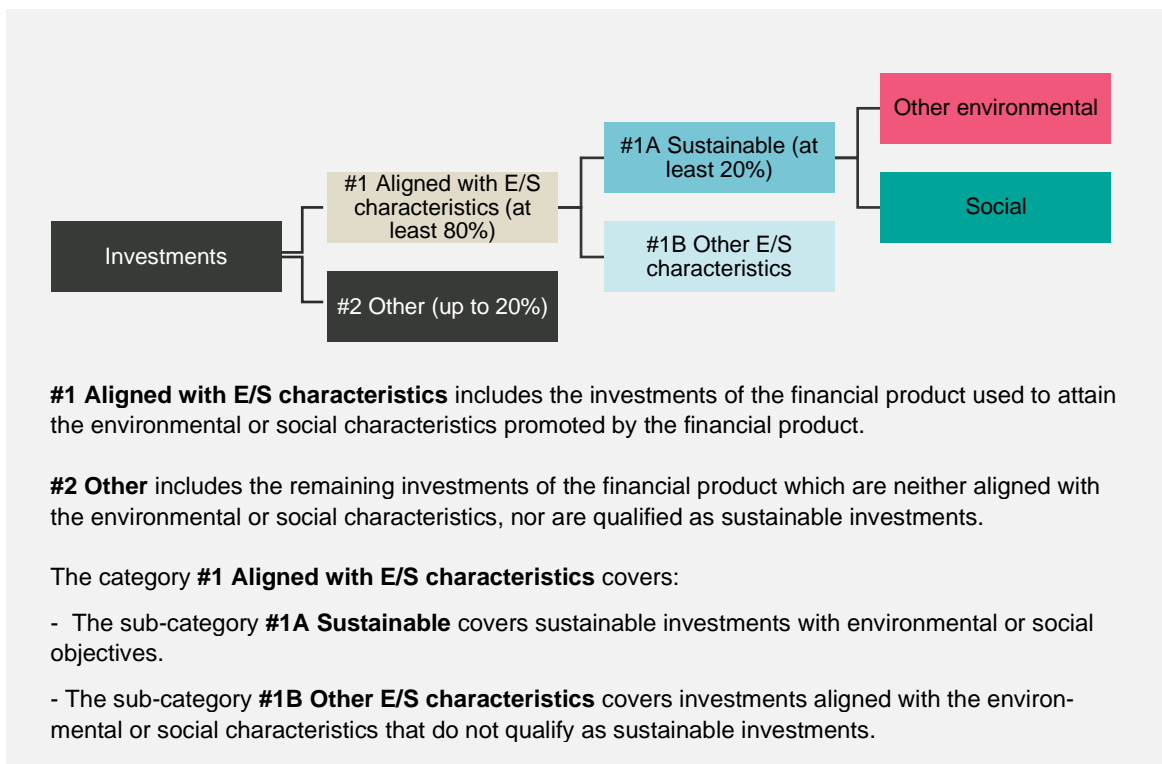 Investments
#1 Aligned with E/S
characteristics (at
least 80%)
#2 Other (up to 20%)
#1A Sustainable (at
least 20%)
#1B Other E/S
characteristics
Other environmental
Social
#1 Aligned with E/S characteristics includes the investments of the financial product used to attain
the environmental or social characteristics promoted by the financial product.
#2 Other includes the remaining investments of the financial product which are neither aligned with
the environmental or social characteristics, nor are qualified as sustainable investments.
The category #1 Aligned with E/S characteristics covers:
- The sub-category #1A Sustainable covers sustainable investments with environmental or social
objectives.
- The sub-category #1B Other E/S characteristics covers investments aligned with the environ-
mental or social characteristics that do not qualify as sustainable investments.